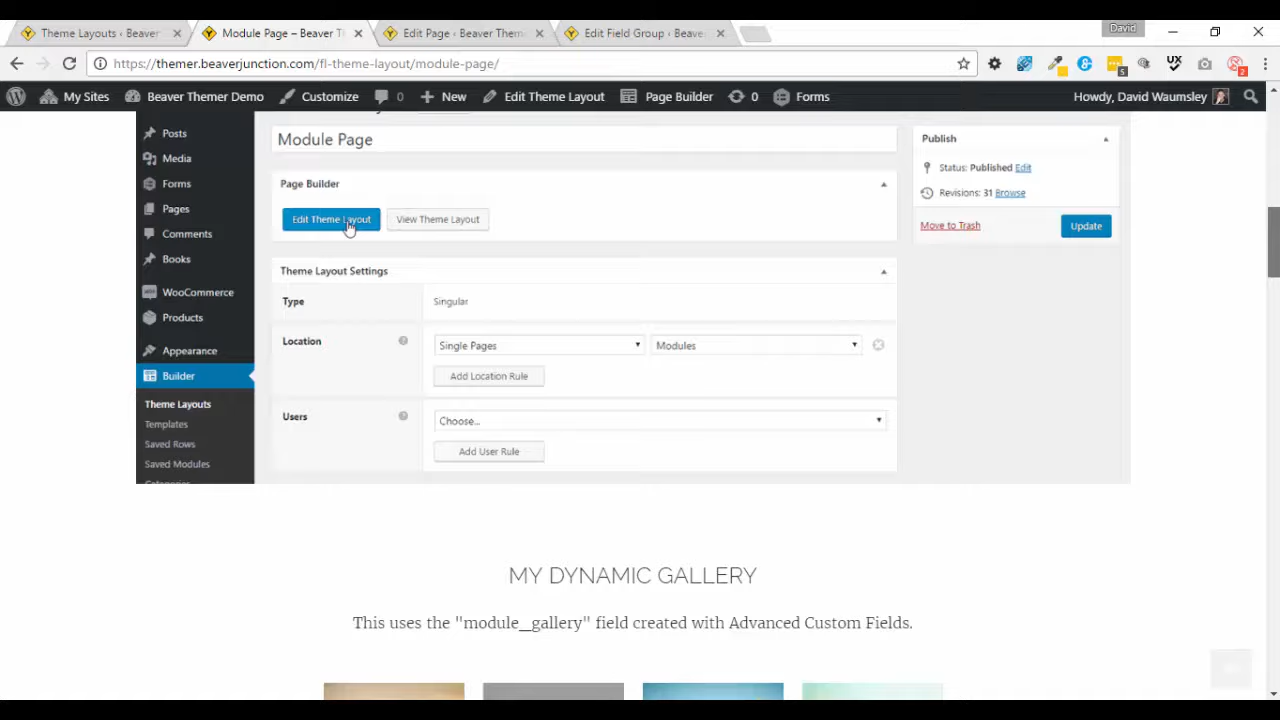 David
Theme Layouts ‹ Beaver
Module Page – Beaver T
Edit Page ‹ Beaver Them
Edit Field Group ‹ Beave
https://themer.beaverjunction.com/fl-theme-layout/module-page/
5
UX
2
My Sites
Beaver Themer Demo
Customize
0
New
Edit Theme Layout
Page Builder
0
Forms
Howdy, David Waumsley
Posts
Media
Forms
Pages
Comments
Books
WooCommerce
Products
Appearance
Builder
Theme Layouts
Templates
Saved Rows
Saved Modules
Module Page
Page Builder
Edit Theme Layout
View Theme Layout
Theme Layout Settings
Type
Singular
Location
Single Pages
Modules
Add Location Rule
Users
Choose...
Add User Rule
Publish
Status: Published Edit
Revisions: 31 Browse
Move to Trash
Update
MY DYNAMIC GALLERY
This uses the "module_gallery" field created with Advanced Custom Fields.